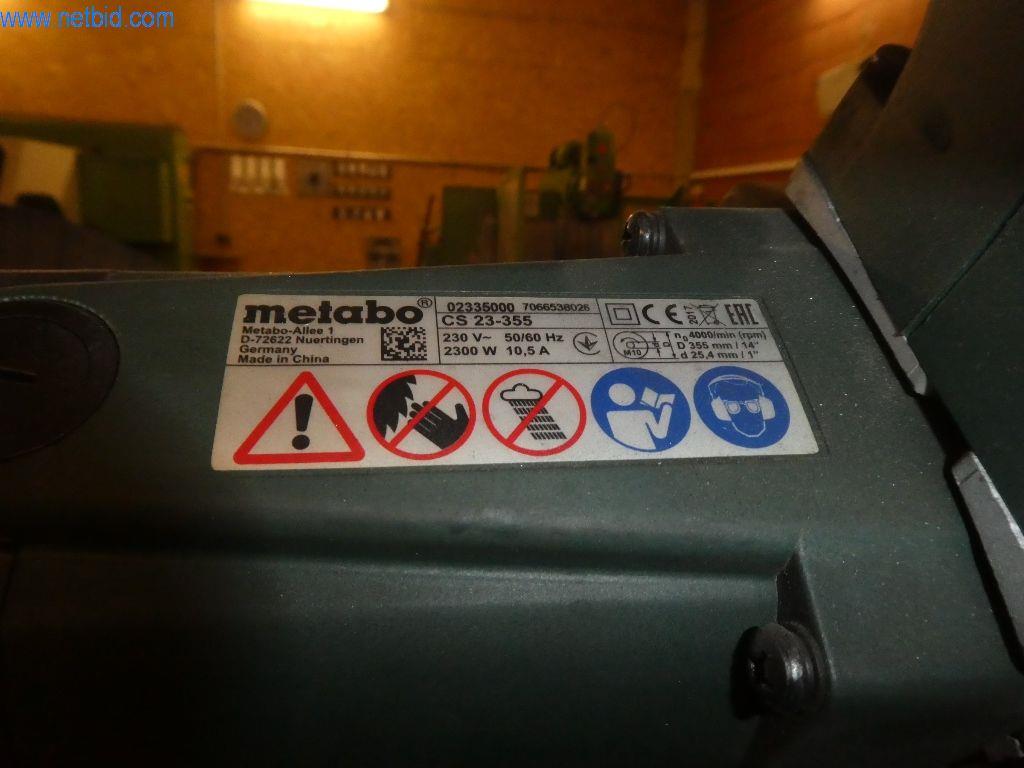 www.netbid.com
metabo®
Metabo-Allee 1
D-72622 Nuertingen
Germany
Made in China
02335000 7066538026
CS 23-355
230 V~ 50/60 Hz
2300 W 10,5 A
CE 2017 EAC
M10
n₀ 4000/min (rpm)
D 355 mm / 14"
d 25,4 mm / 1"